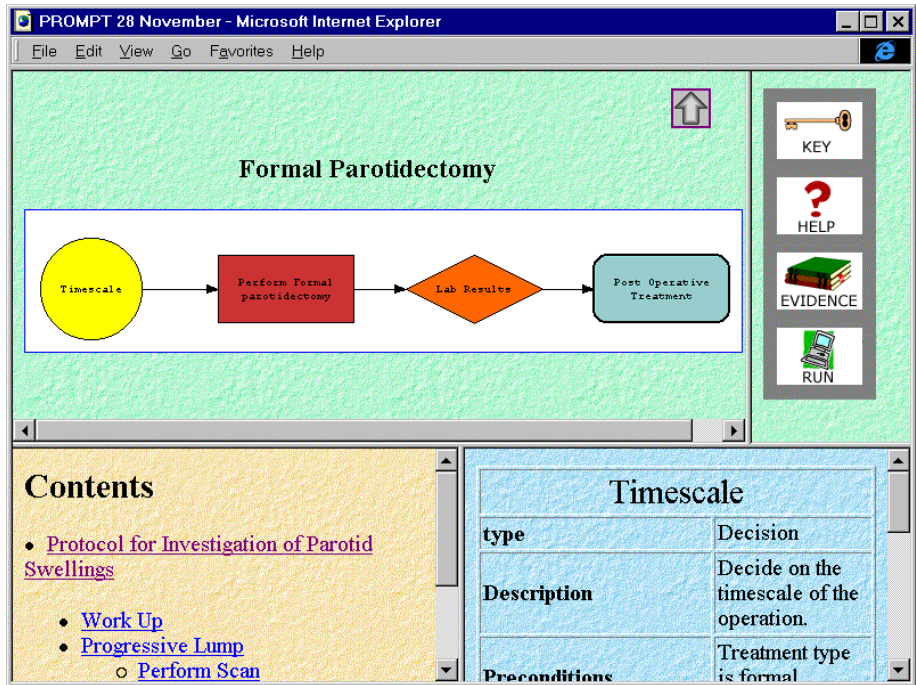 PROMPT 28 November - Microsoft Internet Explorer
File Edit View Go Favorites Help
Formal Parotidectomy
Timescale
Perform Formal
parotidectomy
Lab Results
Post Operative
Treatment
KEY
HELP
EVIDENCE
RUN
Contents
• Protocol for Investigation of Parotid
Swellings
• Work Up
• Progressive Lump
o Perform Scan
Timescale
type Decision
Description Decide on the
timescale of the
operation.
Preconditions Treatment type
is formal